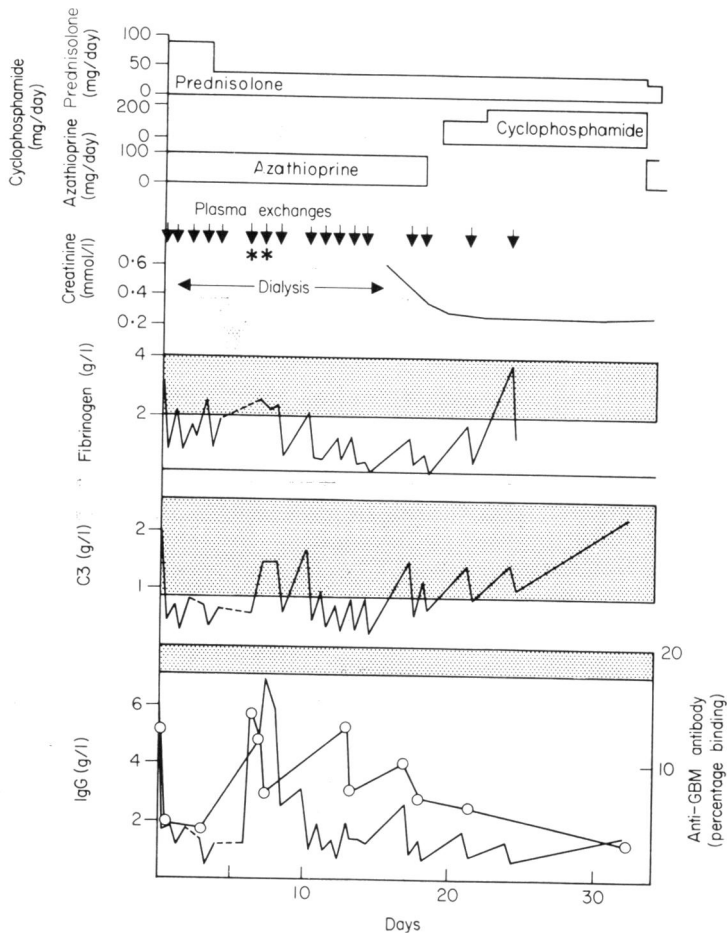 Cyclophosphamide
(mg/day)
Prednisolone
(mg/day)
100
50
0
Prednisolone
200
0
Cyclophosphamide
Azathioprine
(mg/day)
100
0
Azathioprine
Plasma exchanges
**
Creatinine
(mmol/l)
0·6
0·4
0·2
Dialysis
Fibrinogen (g/l)
4
2
C3 (g/l)
2
1
IgG (g/l)
6
4
2
20
10
Anti-GBM antibody
(percentage binding)
10
20
30
Days